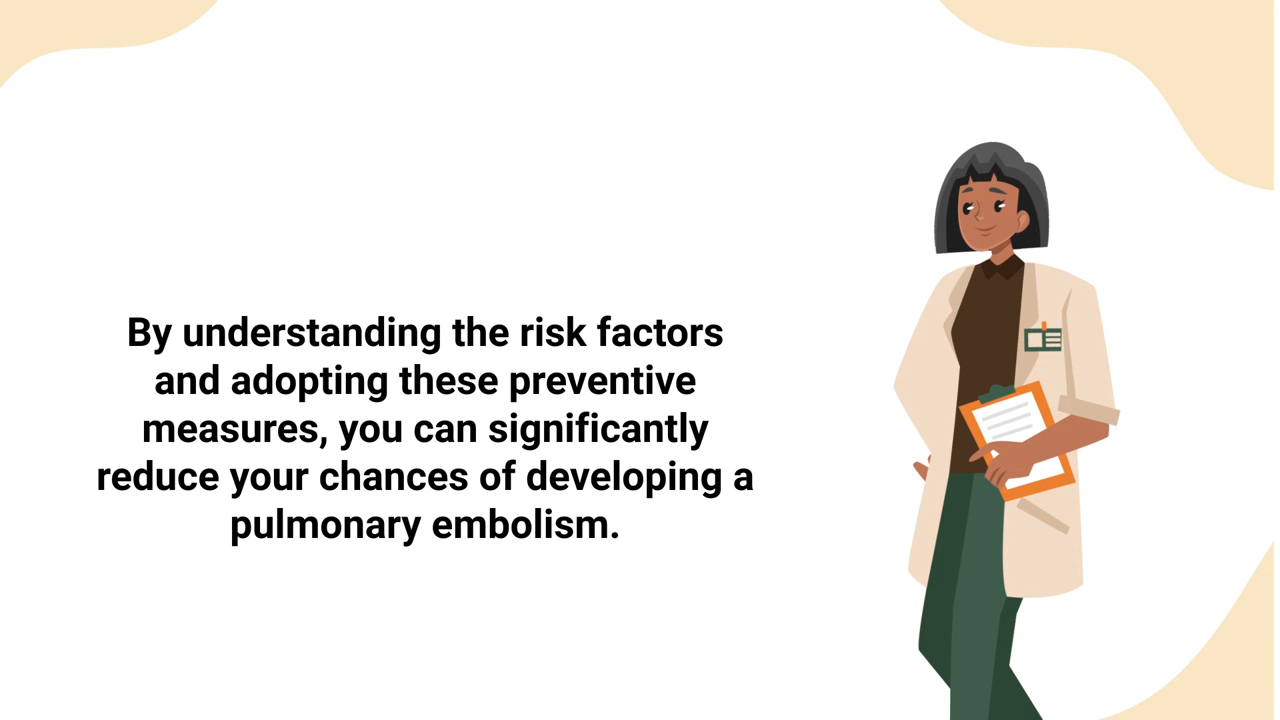 By understanding the risk factors
and adopting these preventive
measures, you can significantly
reduce your chances of developing a
pulmonary embolism.